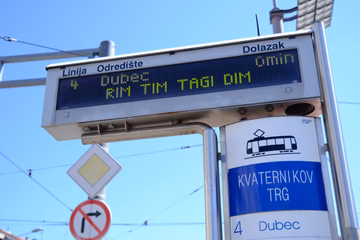 Linija Odredište Dolazak
4 Dubec 0min
RIM TIM TAGI DIM
KVATERNIKOV
TRG
4 Dubec